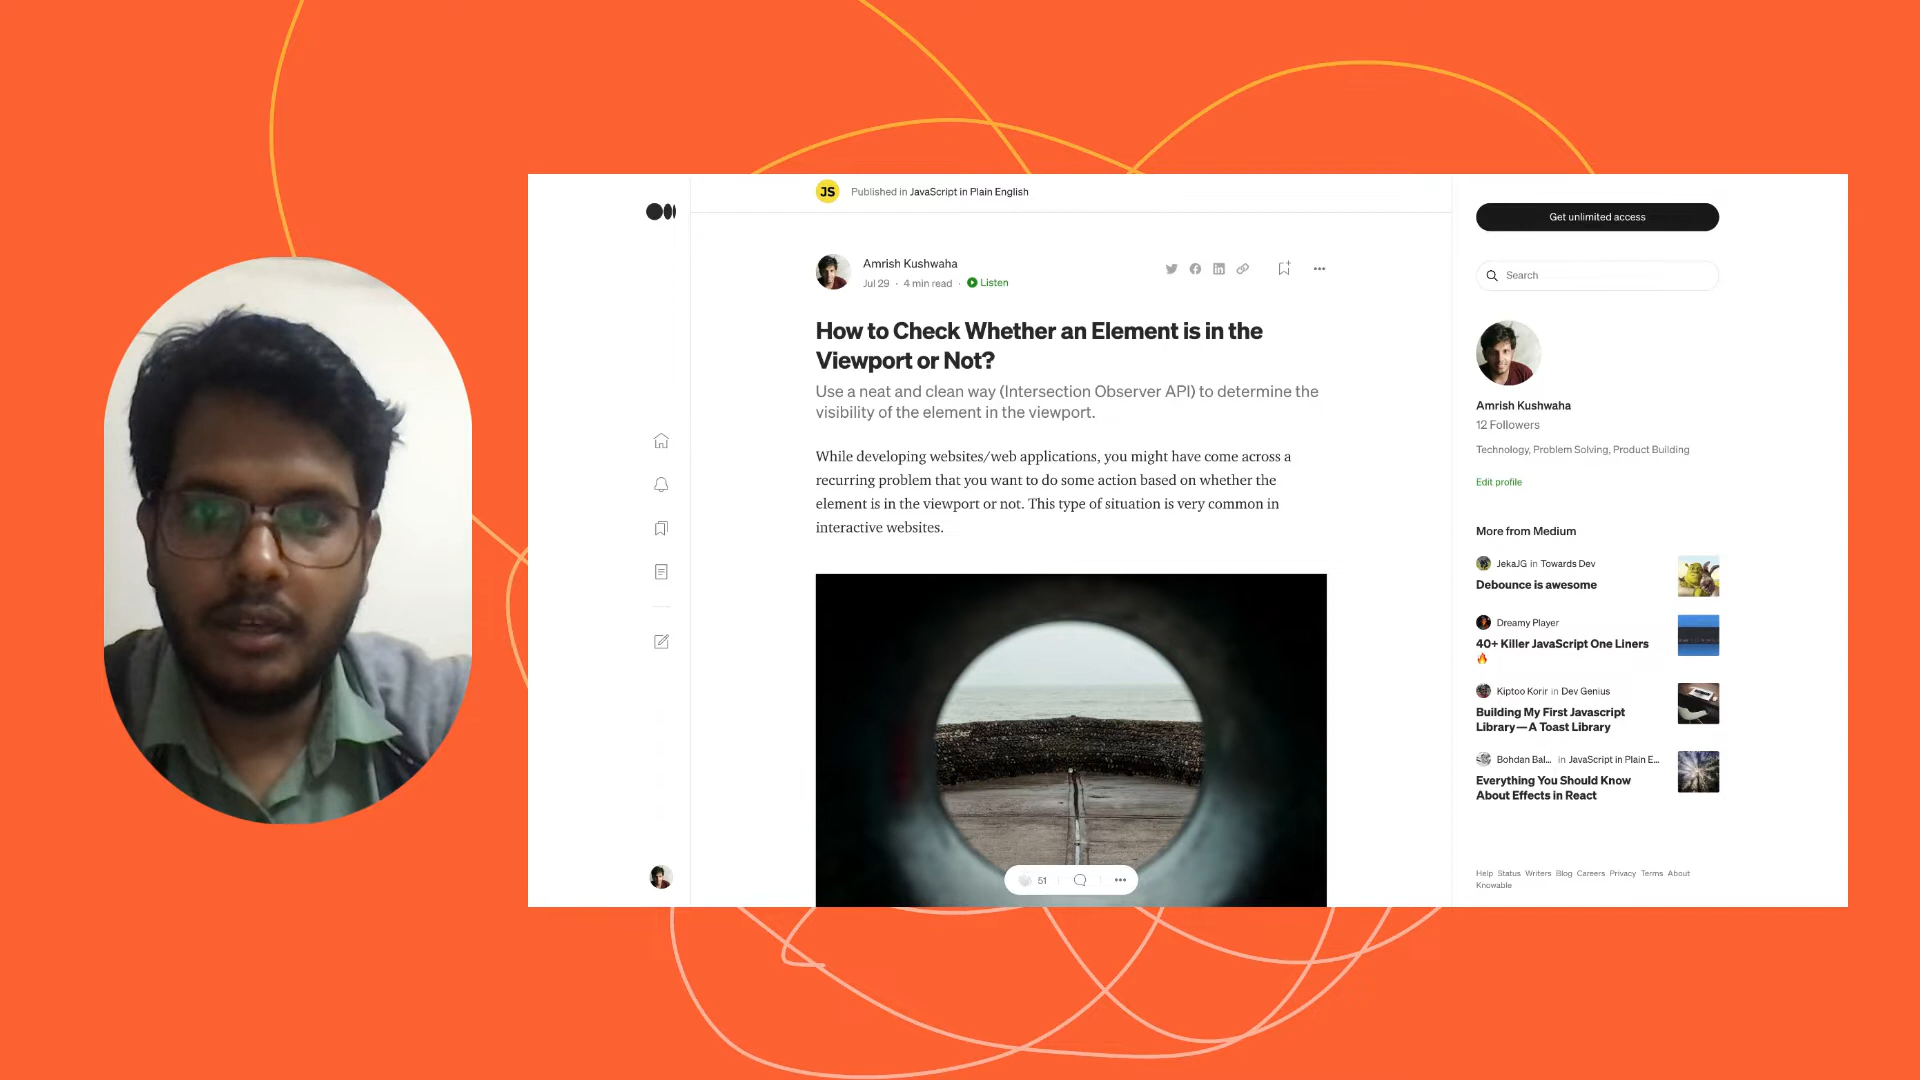 JS Published in JavaScript in Plain English
Get unlimited access
Search
Amrish Kushwaha
Jul 29 · 4 min read · Listen
How to Check Whether an Element is in the
Viewport or Not?
Use a neat and clean way (Intersection Observer API) to determine the
visibility of the element in the viewport.
While developing websites/web applications, you might have come across a
recurring problem that you want to do some action based on whether the
element is in the viewport or not. This type of situation is very common in
interactive websites.
51
Amrish Kushwaha
12 Followers
Technology, Problem Solving, Product Building
Edit profile
More from Medium
JekaJG in Towards Dev
Debounce is awesome
Dreamy Player
40+ Killer JavaScript One Liners
🔥
Kiptoo Korir in Dev Genius
Building My First Javascript
Library—A Toast Library
Bohdan Bal... in JavaScript in Plain E...
Everything You Should Know
About Effects in React
Help Status Writers Blog Careers Privacy Terms About
Knowable